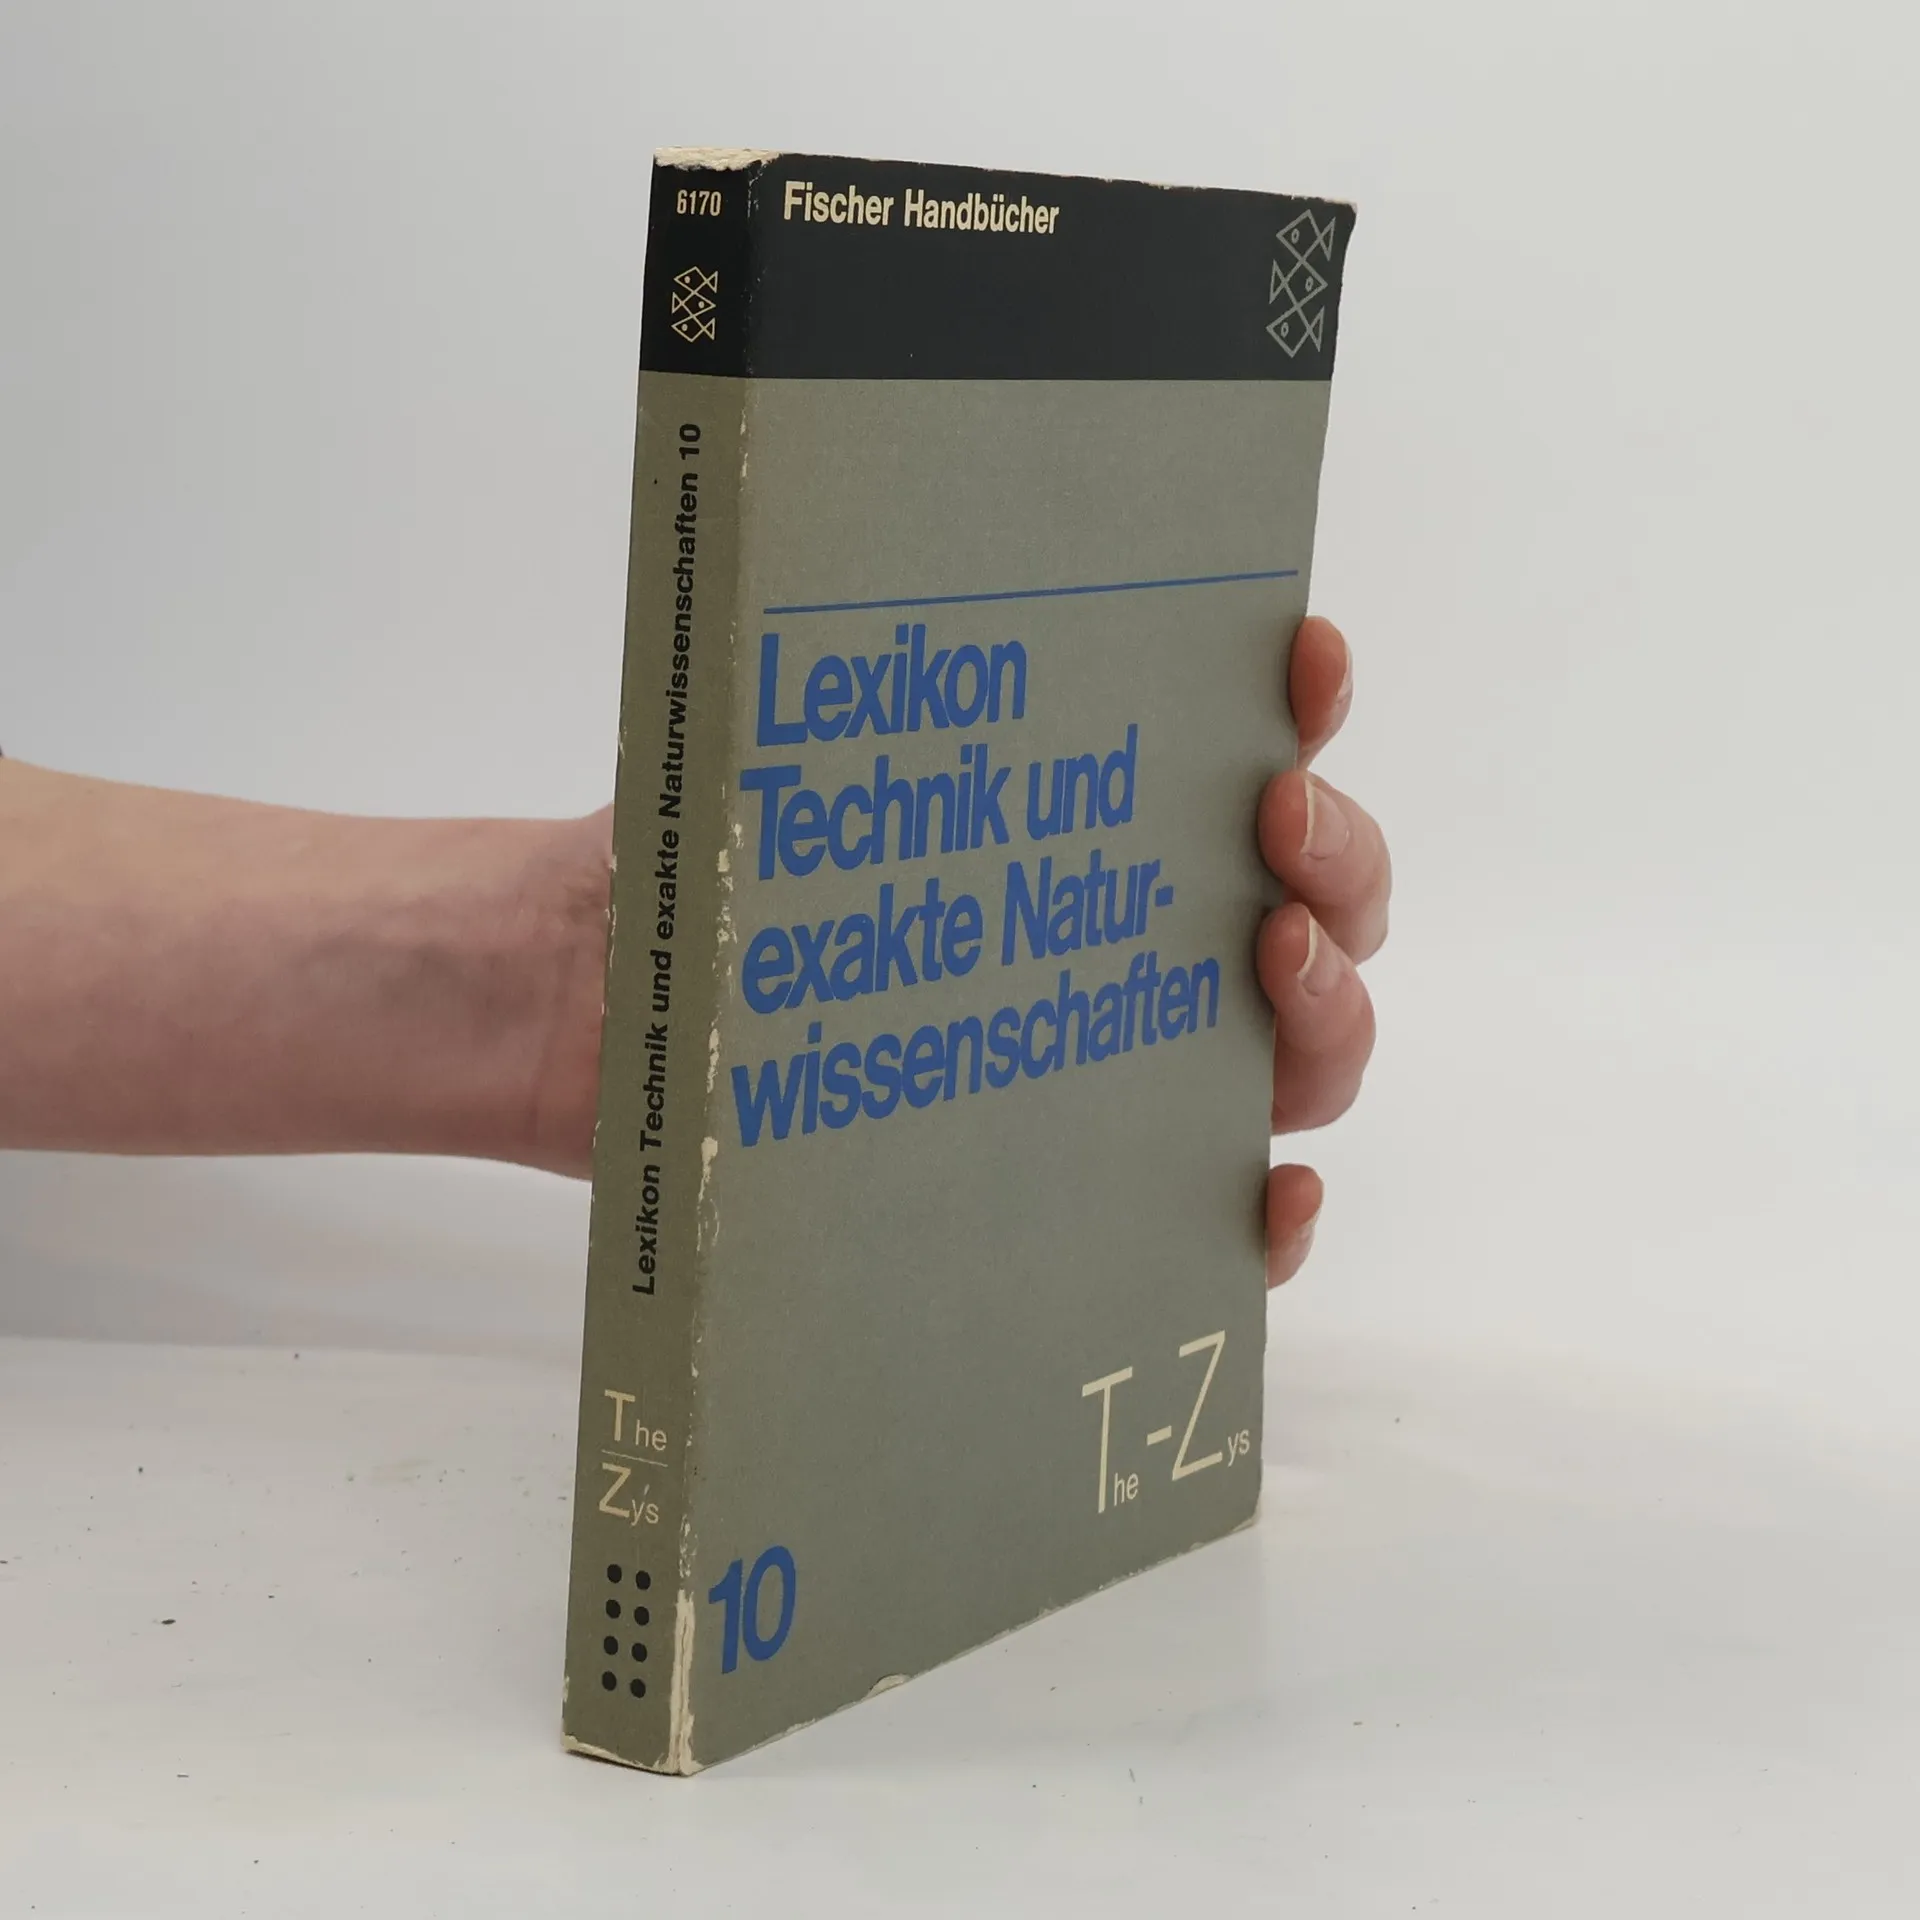 6170
Lexikon Technik und exakte Naturwissenschaften 10
The
Zys
Fischer Handbücher
Lexikon
Technik und
exakte Natur-
wissenschaften
The-Zys
10